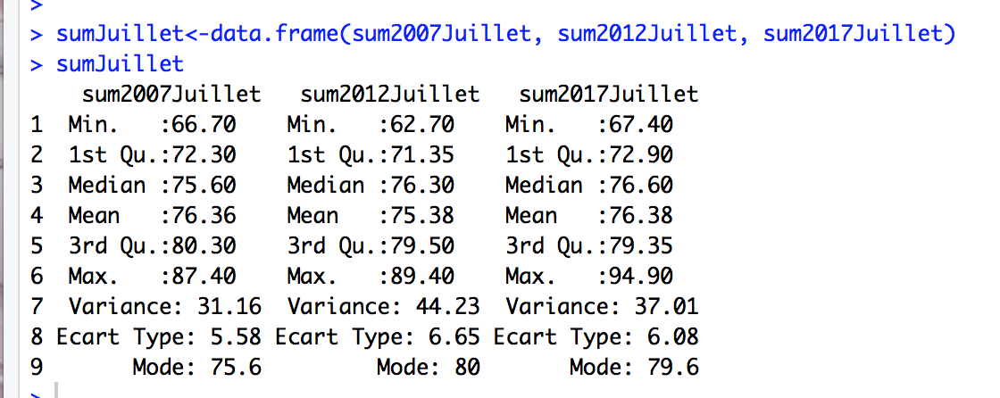 >
> sumJuillet<-data.frame(sum2007Juillet, sum2012Juillet, sum2017Juillet)
> sumJuillet
    sum2007Juillet   sum2012Juillet   sum2017Juillet
1  Min.   :66.70    Min.   :62.70    Min.   :67.40
2  1st Qu.:72.30    1st Qu.:71.35    1st Qu.:72.90
3  Median :75.60    Median :76.30    Median :76.60
4  Mean   :76.36    Mean   :75.38    Mean   :76.38
5  3rd Qu.:80.30    3rd Qu.:79.50    3rd Qu.:79.35
6  Max.   :87.40    Max.   :89.40    Max.   :94.90
7  Variance: 31.16  Variance: 44.23  Variance: 37.01
8 Ecart Type: 5.58 Ecart Type: 6.65 Ecart Type: 6.08
9       Mode: 75.6         Mode: 80       Mode: 79.6
>